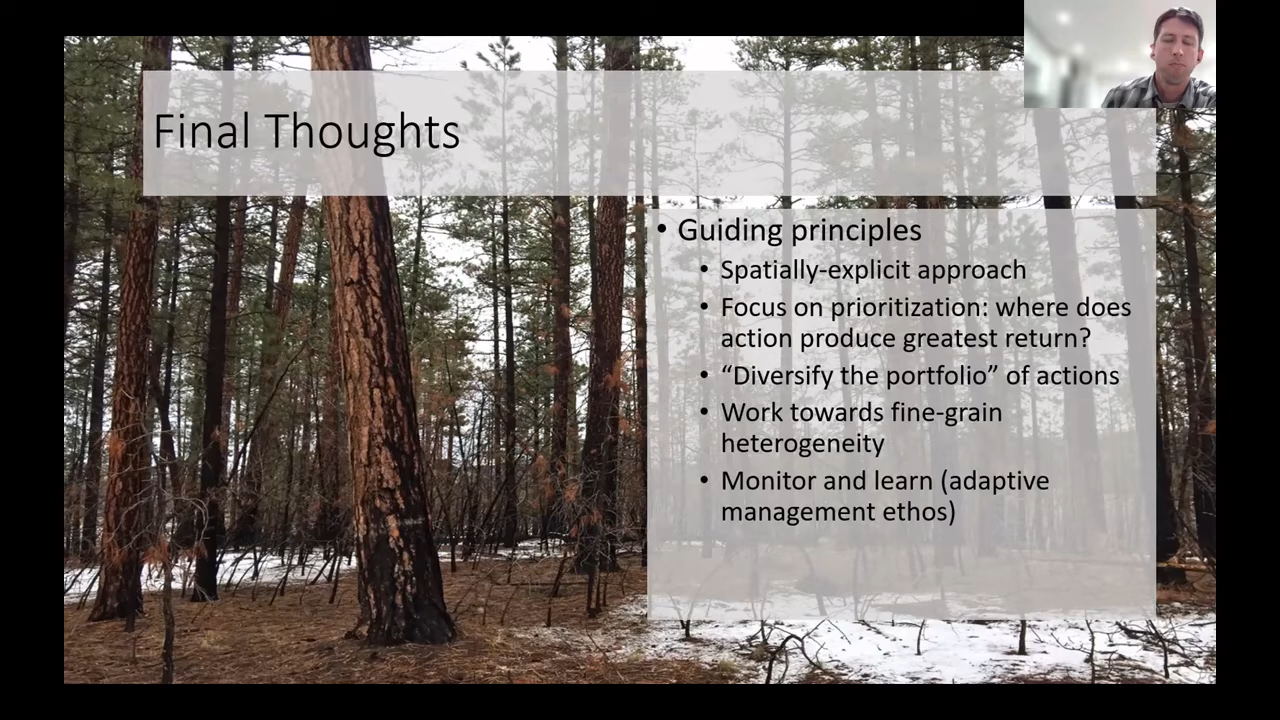 Final Thoughts
• Guiding principles
• Spatially-explicit approach
• Focus on prioritization: where does
action produce greatest return?
• “Diversify the portfolio” of actions
• Work towards fine-grain
heterogeneity
• Monitor and learn (adaptive
management ethos)